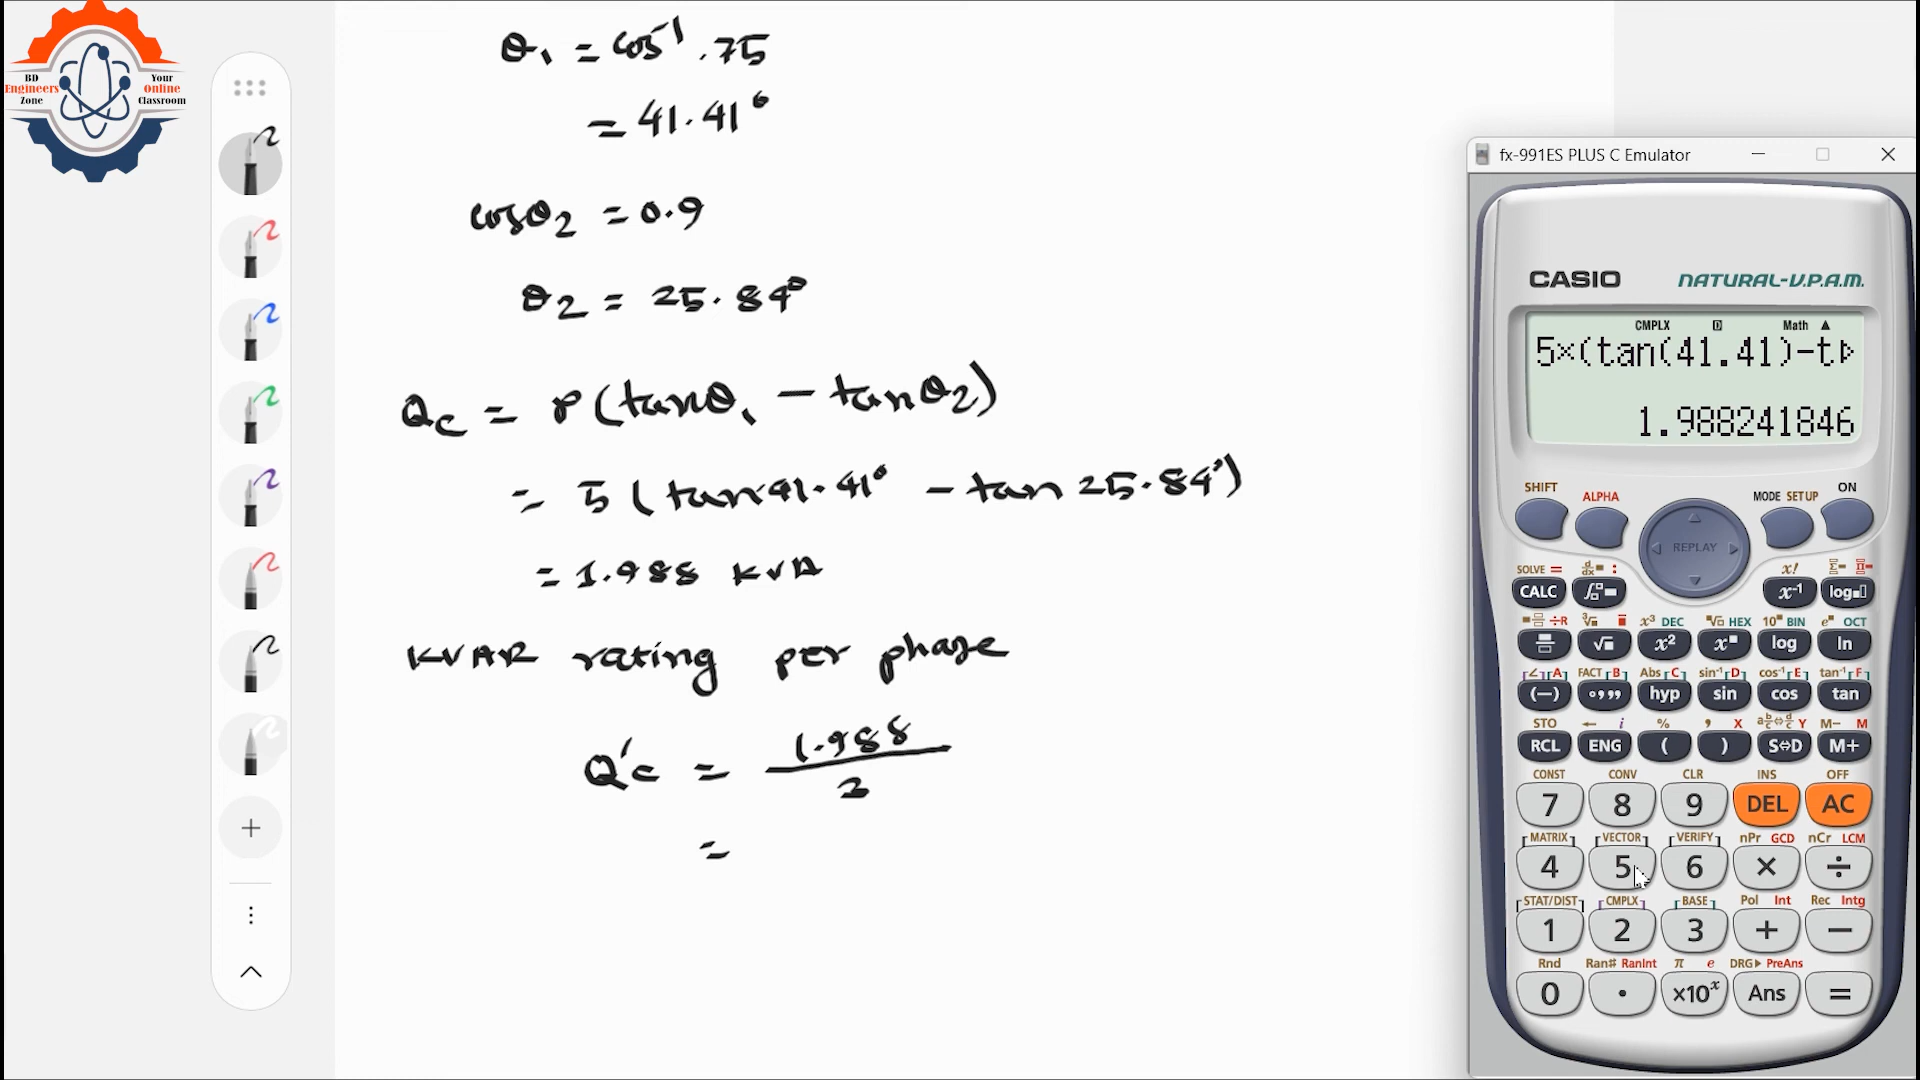 BD Engineers Zone
Your Online Classroom
θ₁ = cos⁻¹ .75
= 41.41°
cosθ₂ = 0.9
θ₂ = 25.84°
Qc = P(tanθ₁ - tanθ₂)
= 5 (tan 41.41° - tan 25.84°)
= 1.988 KVA
KVAR rating per phase
Q'c = 1.988 / 3
=
fx-991ES PLUS C Emulator
CASIO NATURAL-V.P.A.M.
CMPLX D Math ▲
5×(tan(41.41)-t▶
1.988241846
SHIFT ALPHA MODE SETUP ON
REPLAY
SOLVE = d/dx = : x! Σ= Π=
CALC ∫ x⁻¹ log
÷R ³√ x³ DEC √ HEX 10 BIN e OCT
√ x² x log ln
∠ A FACT B Abs C sin⁻¹ D cos⁻¹ E tan⁻¹ F
(−) °,,, hyp sin cos tan
STO ← i % , X a b/c⇔d/c Y M− M
RCL ENG ( ) S⇔D M+
CONST CONV CLR INS OFF
7 8 9 DEL AC
MATRIX VECTOR VERIFY nPr GCD nCr LCM
4 5 6 × ÷
STAT/DIST CMPLX BASE Pol Int Rec Intg
1 2 3 + −
Rnd Ran# RanInt π e DRG▶ PreAns
0 . ×10ˣ Ans =